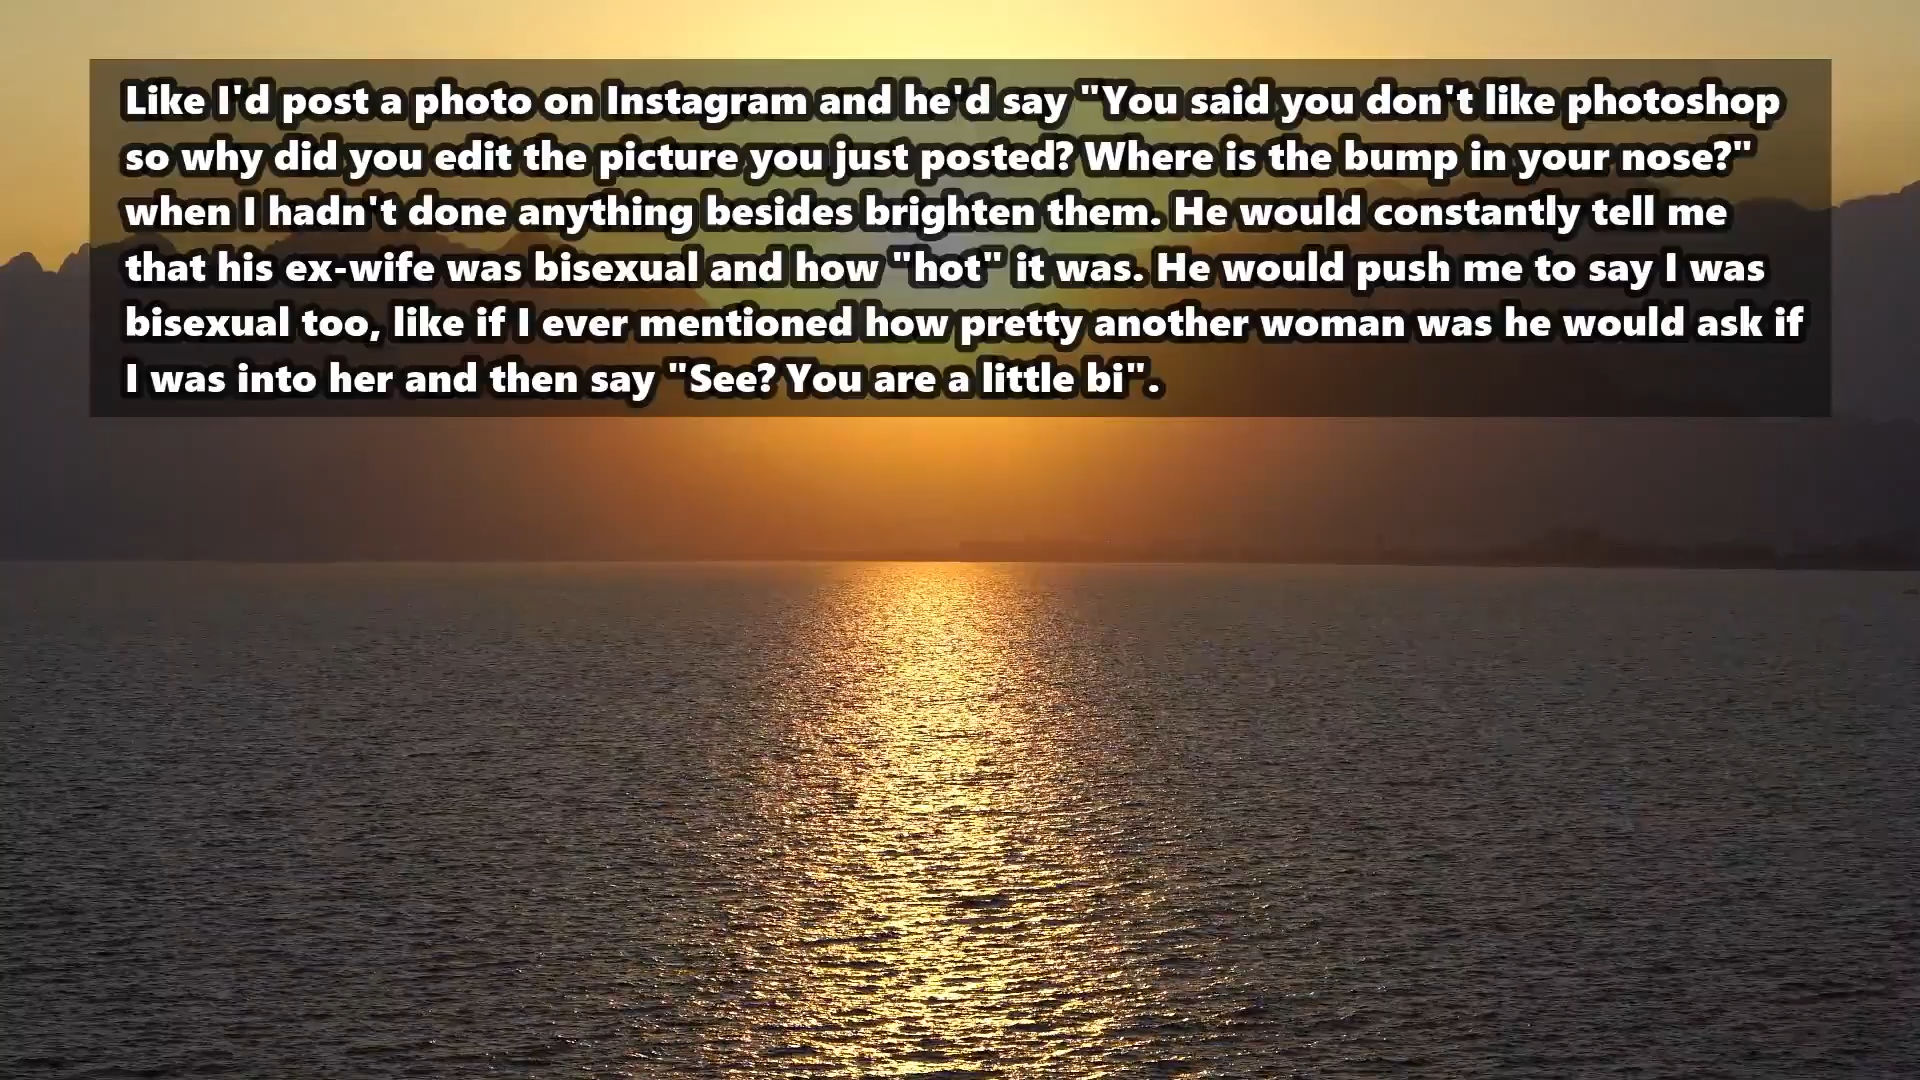 Like I'd post a photo on Instagram and he'd say "You said you don't like photoshop
so why did you edit the picture you just posted? Where is the bump in your nose?"
when I hadn't done anything besides brighten them. He would constantly tell me
that his ex-wife was bisexual and how "hot" it was. He would push me to say I was
bisexual too, like if I ever mentioned how pretty another woman was he would ask if
I was into her and then say "See? You are a little bi".